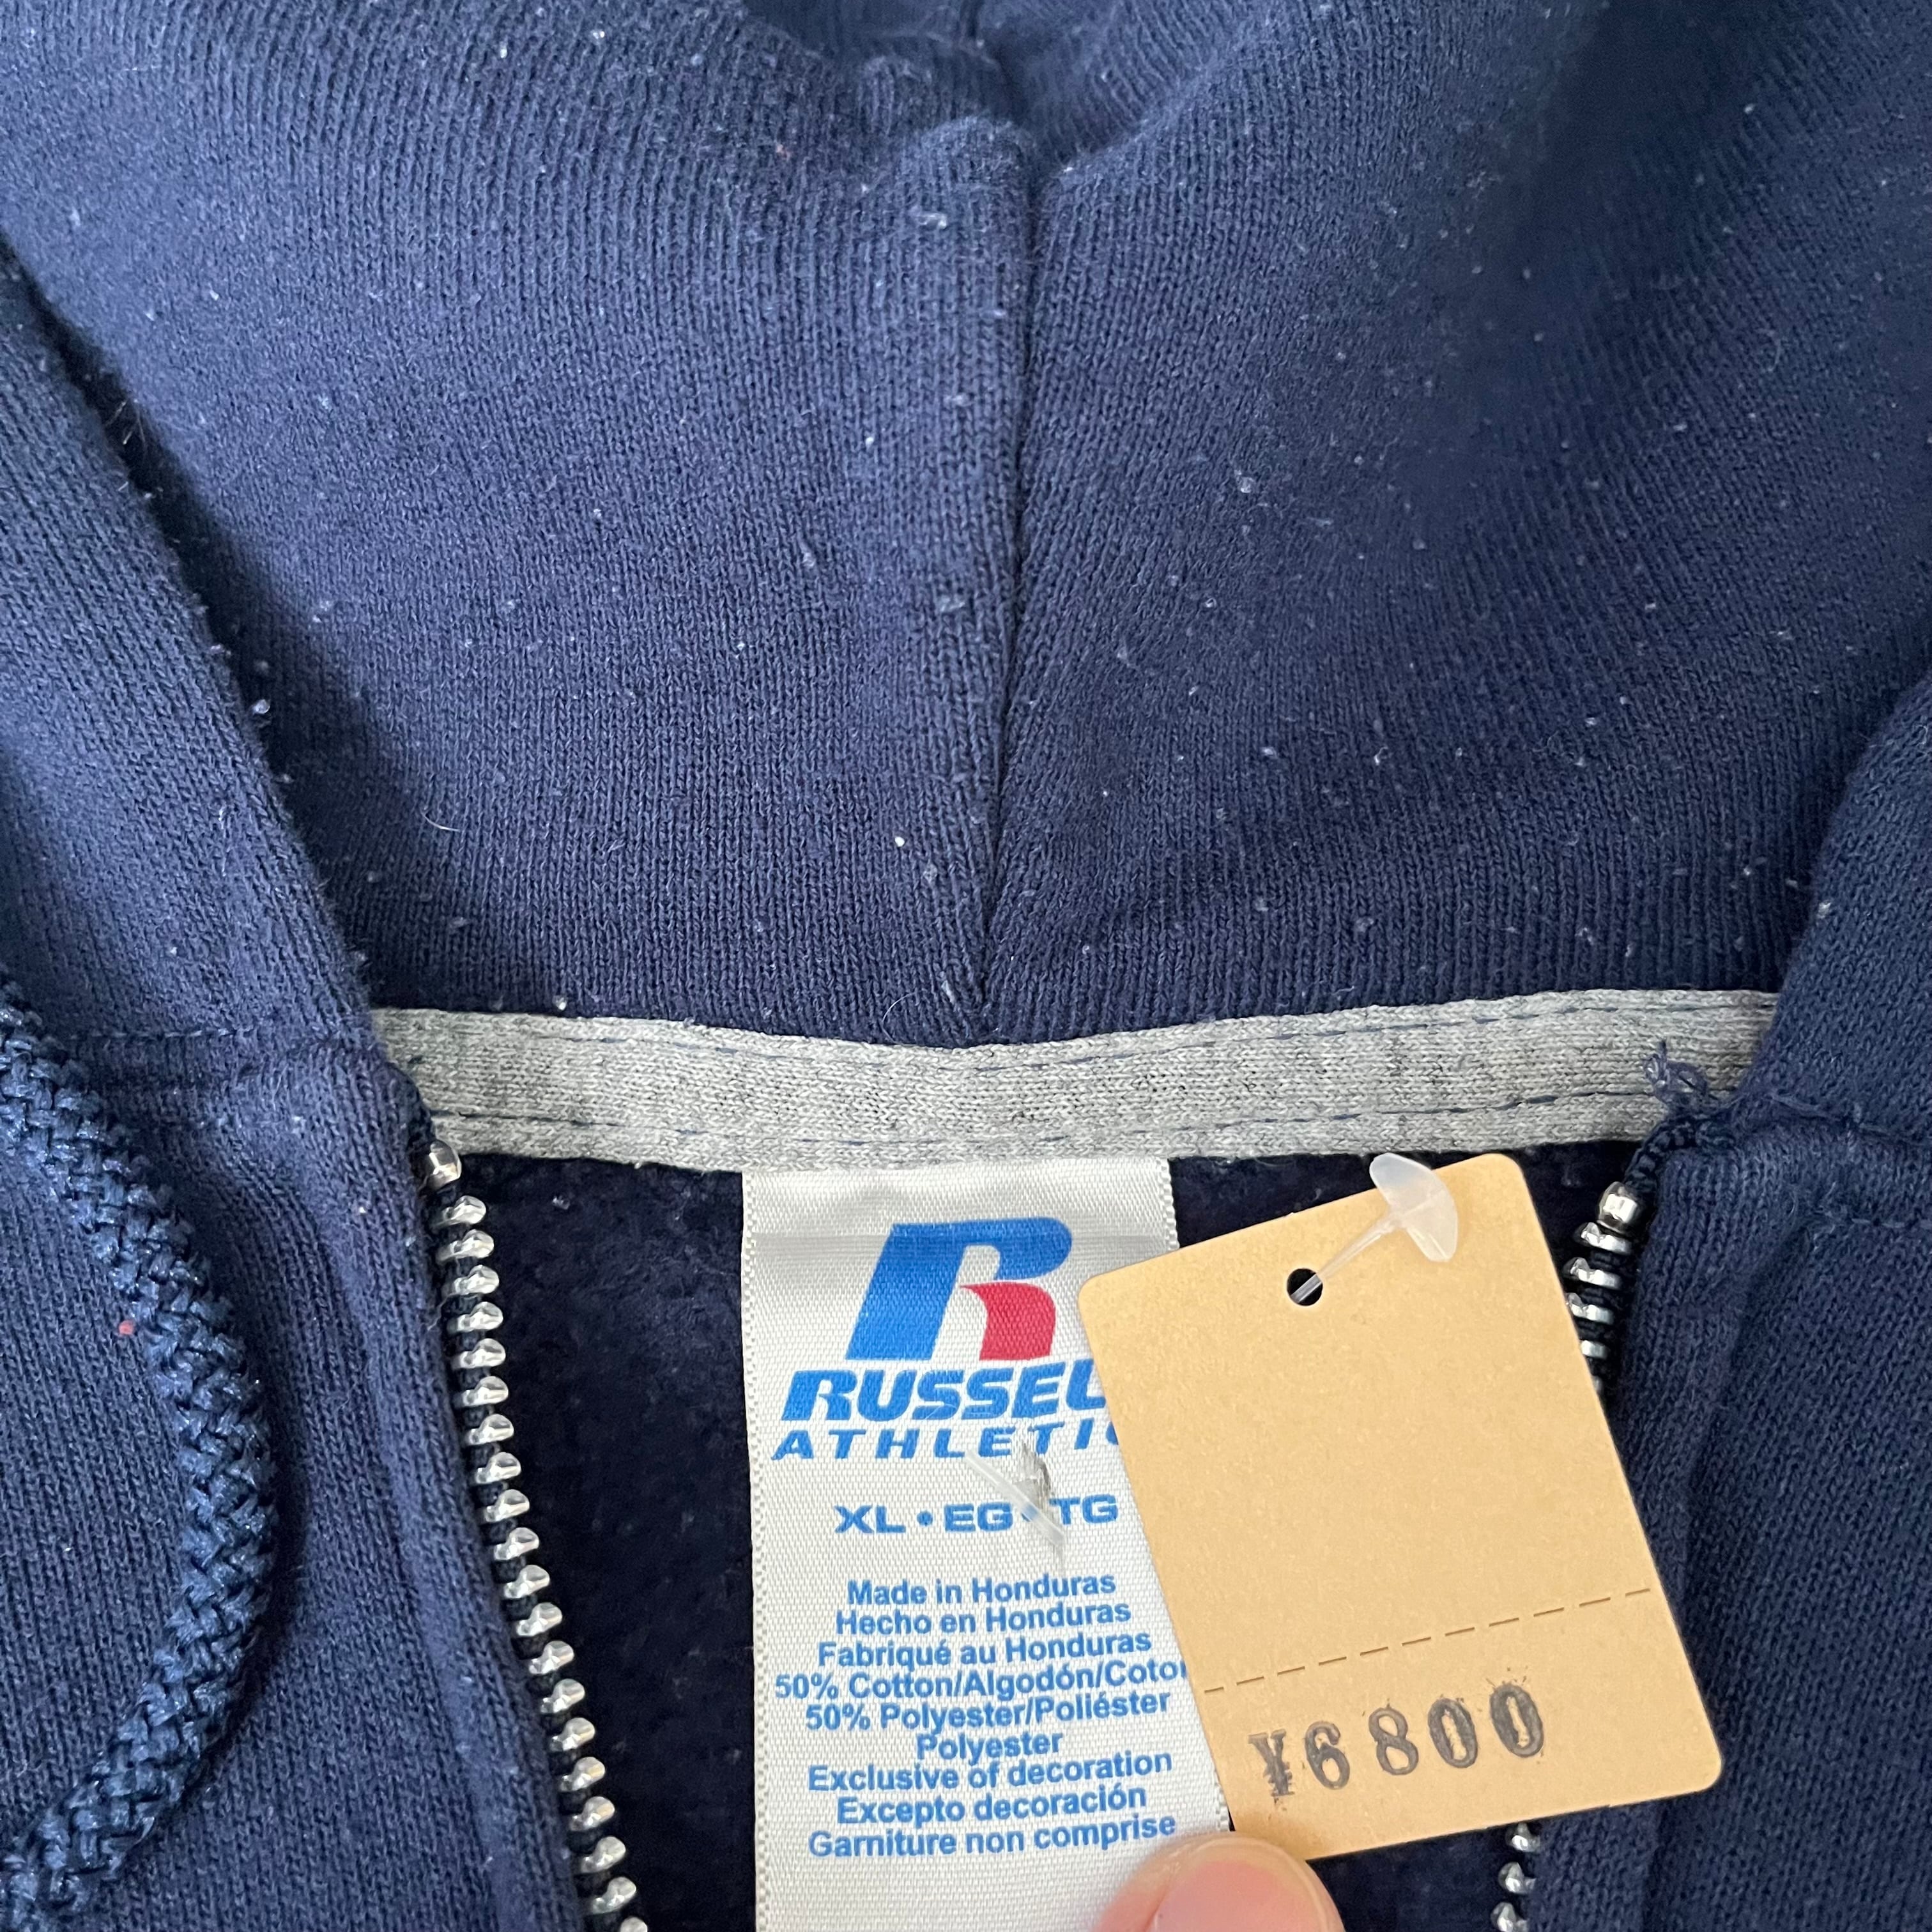 R
RUSSELL
ATHLETIC
XL • EG • TG
Made in Honduras
Hecho en Honduras
Fabriqué au Honduras
50% Cotton/Algodón/Coton
50% Polyester/Poliéster
Polyester
Exclusive of decoration
Excepto decoración
Garniture non comprise
¥6800